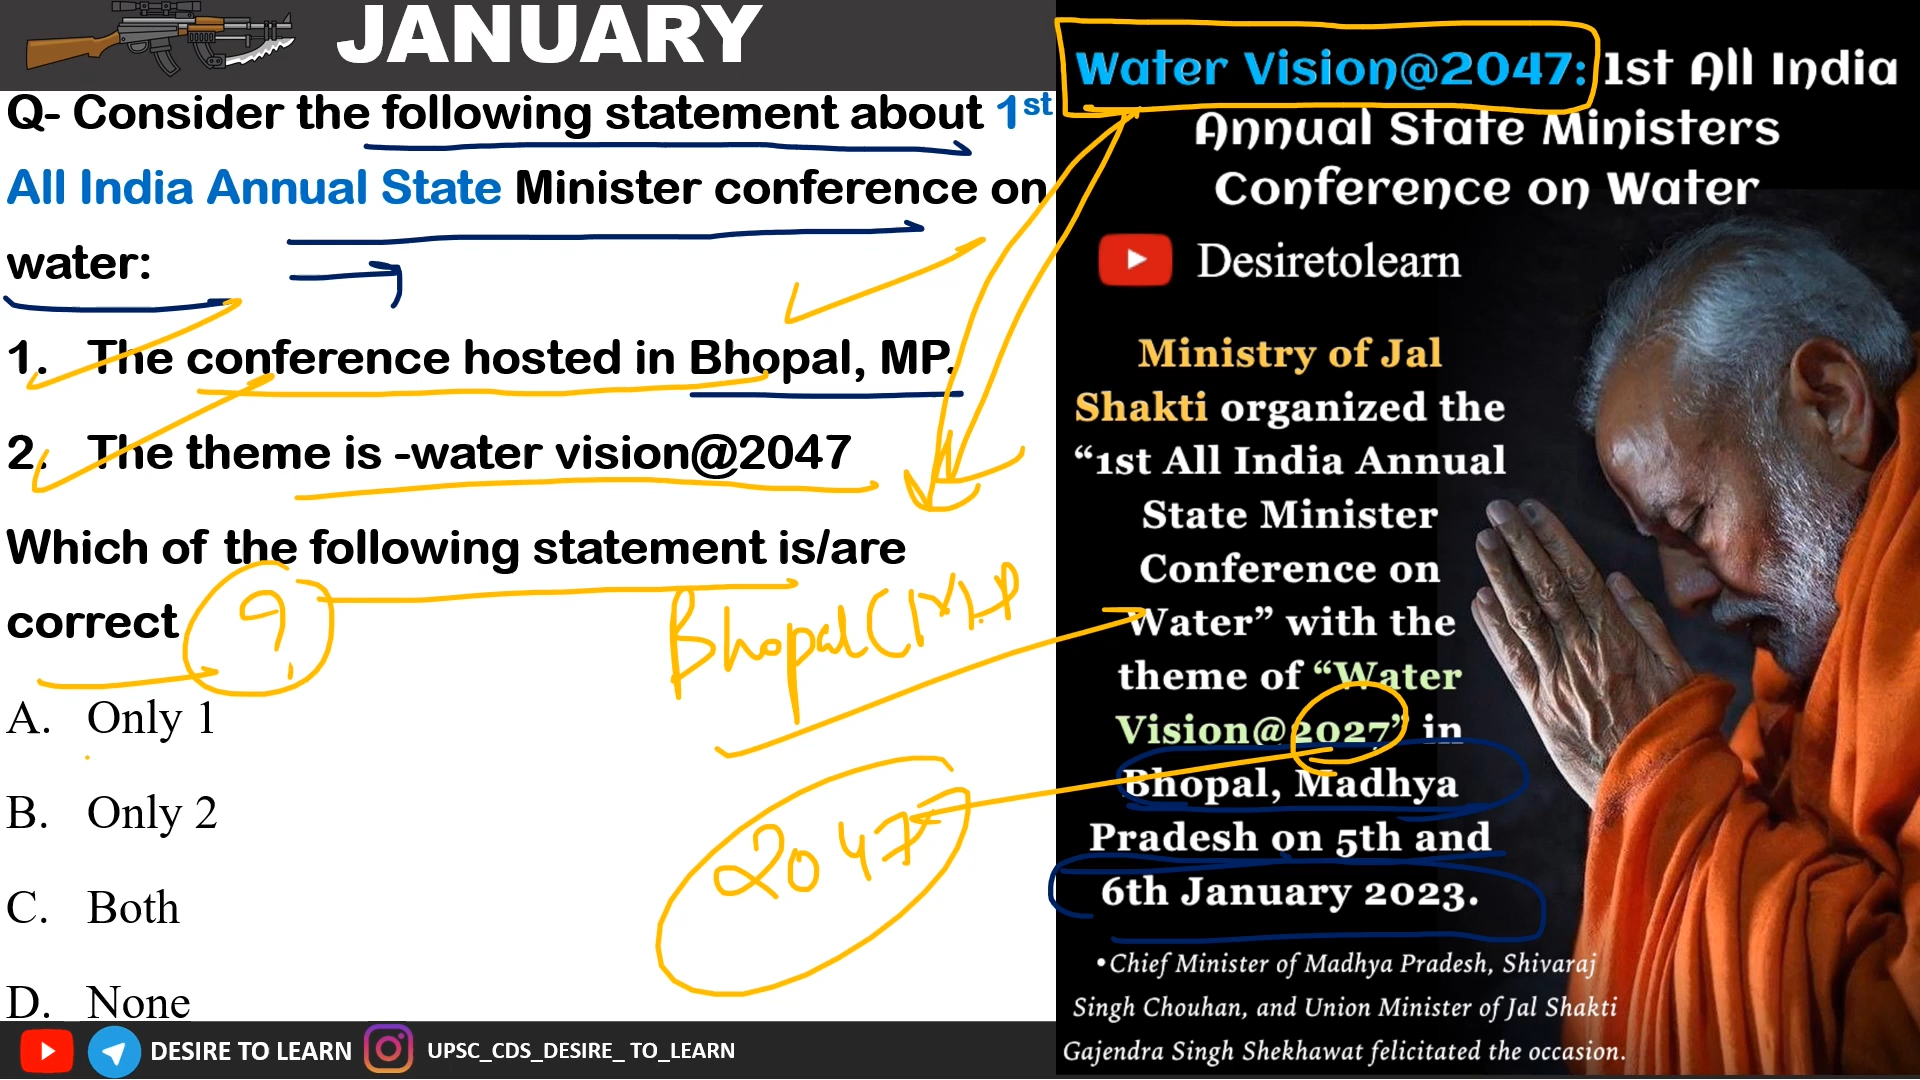 JANUARY
Q- Consider the following statement about 1st
All India Annual State Minister conference on
water:
1. The conference hosted in Bhopal, MP.
2. The theme is -water vision@2047
Which of the following statement is/are
correct
?
Bhopal (M.P
2047
A. Only 1
B. Only 2
C. Both
D. None
DESIRE TO LEARN
UPSC_CDS_DESIRE_ TO_LEARN
Water Vision@2047: 1st All India
Annual State Ministers
Conference on Water
Desiretolearn
Ministry of Jal
Shakti organized the
“1st All India Annual
State Minister
Conference on
Water” with the
theme of “Water
Vision@2027” in
Bhopal, Madhya
Pradesh on 5th and
6th January 2023.
•Chief Minister of Madhya Pradesh, Shivaraj
Singh Chouhan, and Union Minister of Jal Shakti
Gajendra Singh Shekhawat felicitated the occasion.